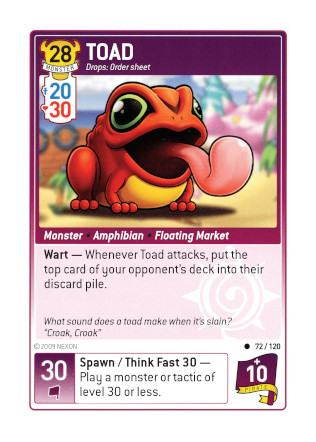 28
MONSTER
TOAD
Drops: Order sheet
20
30
Monster • Amphibian • Floating Market
Wart — Whenever Toad attacks, put the
top card of your opponent's deck into their
discard pile.
What sound does a toad make when it's slain?
"Croak, Croak"
© 2009 NEXON
● 72 / 120
30
Spawn / Think Fast 30 —
Play a monster or tactic of
level 30 or less.
+
10
PIRATE